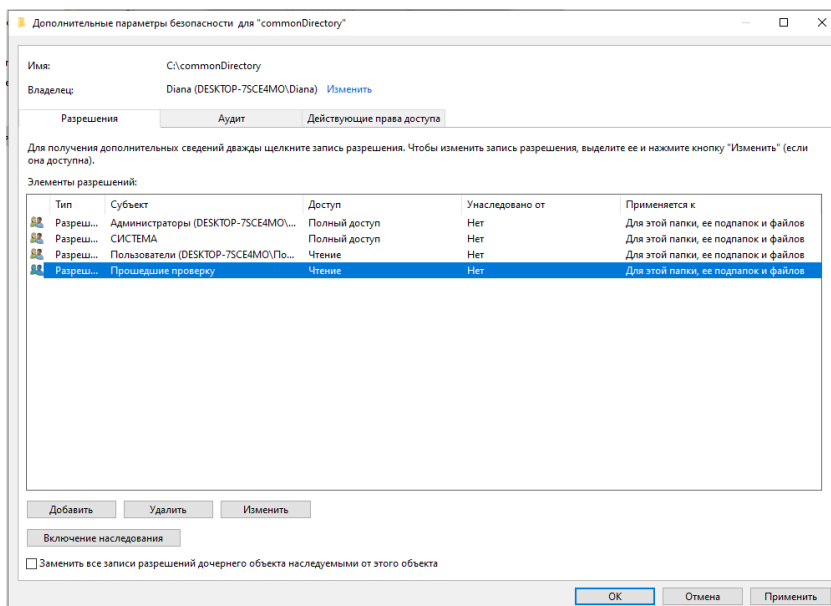 Дополнительные параметры безопасности для "commonDirectory"
Имя: C:\commonDirectory
Владелец: Diana (DESKTOP-7SCE4MO\Diana) Изменить
Разрешения Аудит Действующие права доступа
Для получения дополнительных сведений дважды щелкните запись разрешения. Чтобы изменить запись разрешения, выделите ее и нажмите кнопку "Изменить" (если
она доступна).
Элементы разрешений:
Тип Субъект Доступ Унаследовано от Применяется к
Разреш... Администраторы (DESKTOP-7SCE4MO\... Полный доступ Нет Для этой папки, ее подпапок и файлов
Разреш... СИСТЕМА Полный доступ Нет Для этой папки, ее подпапок и файлов
Разреш... Пользователи (DESKTOP-7SCE4MO\По... Чтение Нет Для этой папки, ее подпапок и файлов
Разреш... Прошедшие проверку Чтение Нет Для этой папки, ее подпапок и файлов
Добавить Удалить Изменить
Включение наследования
Заменить все записи разрешений дочернего объекта наследуемыми от этого объекта
ОК Отмена Применить